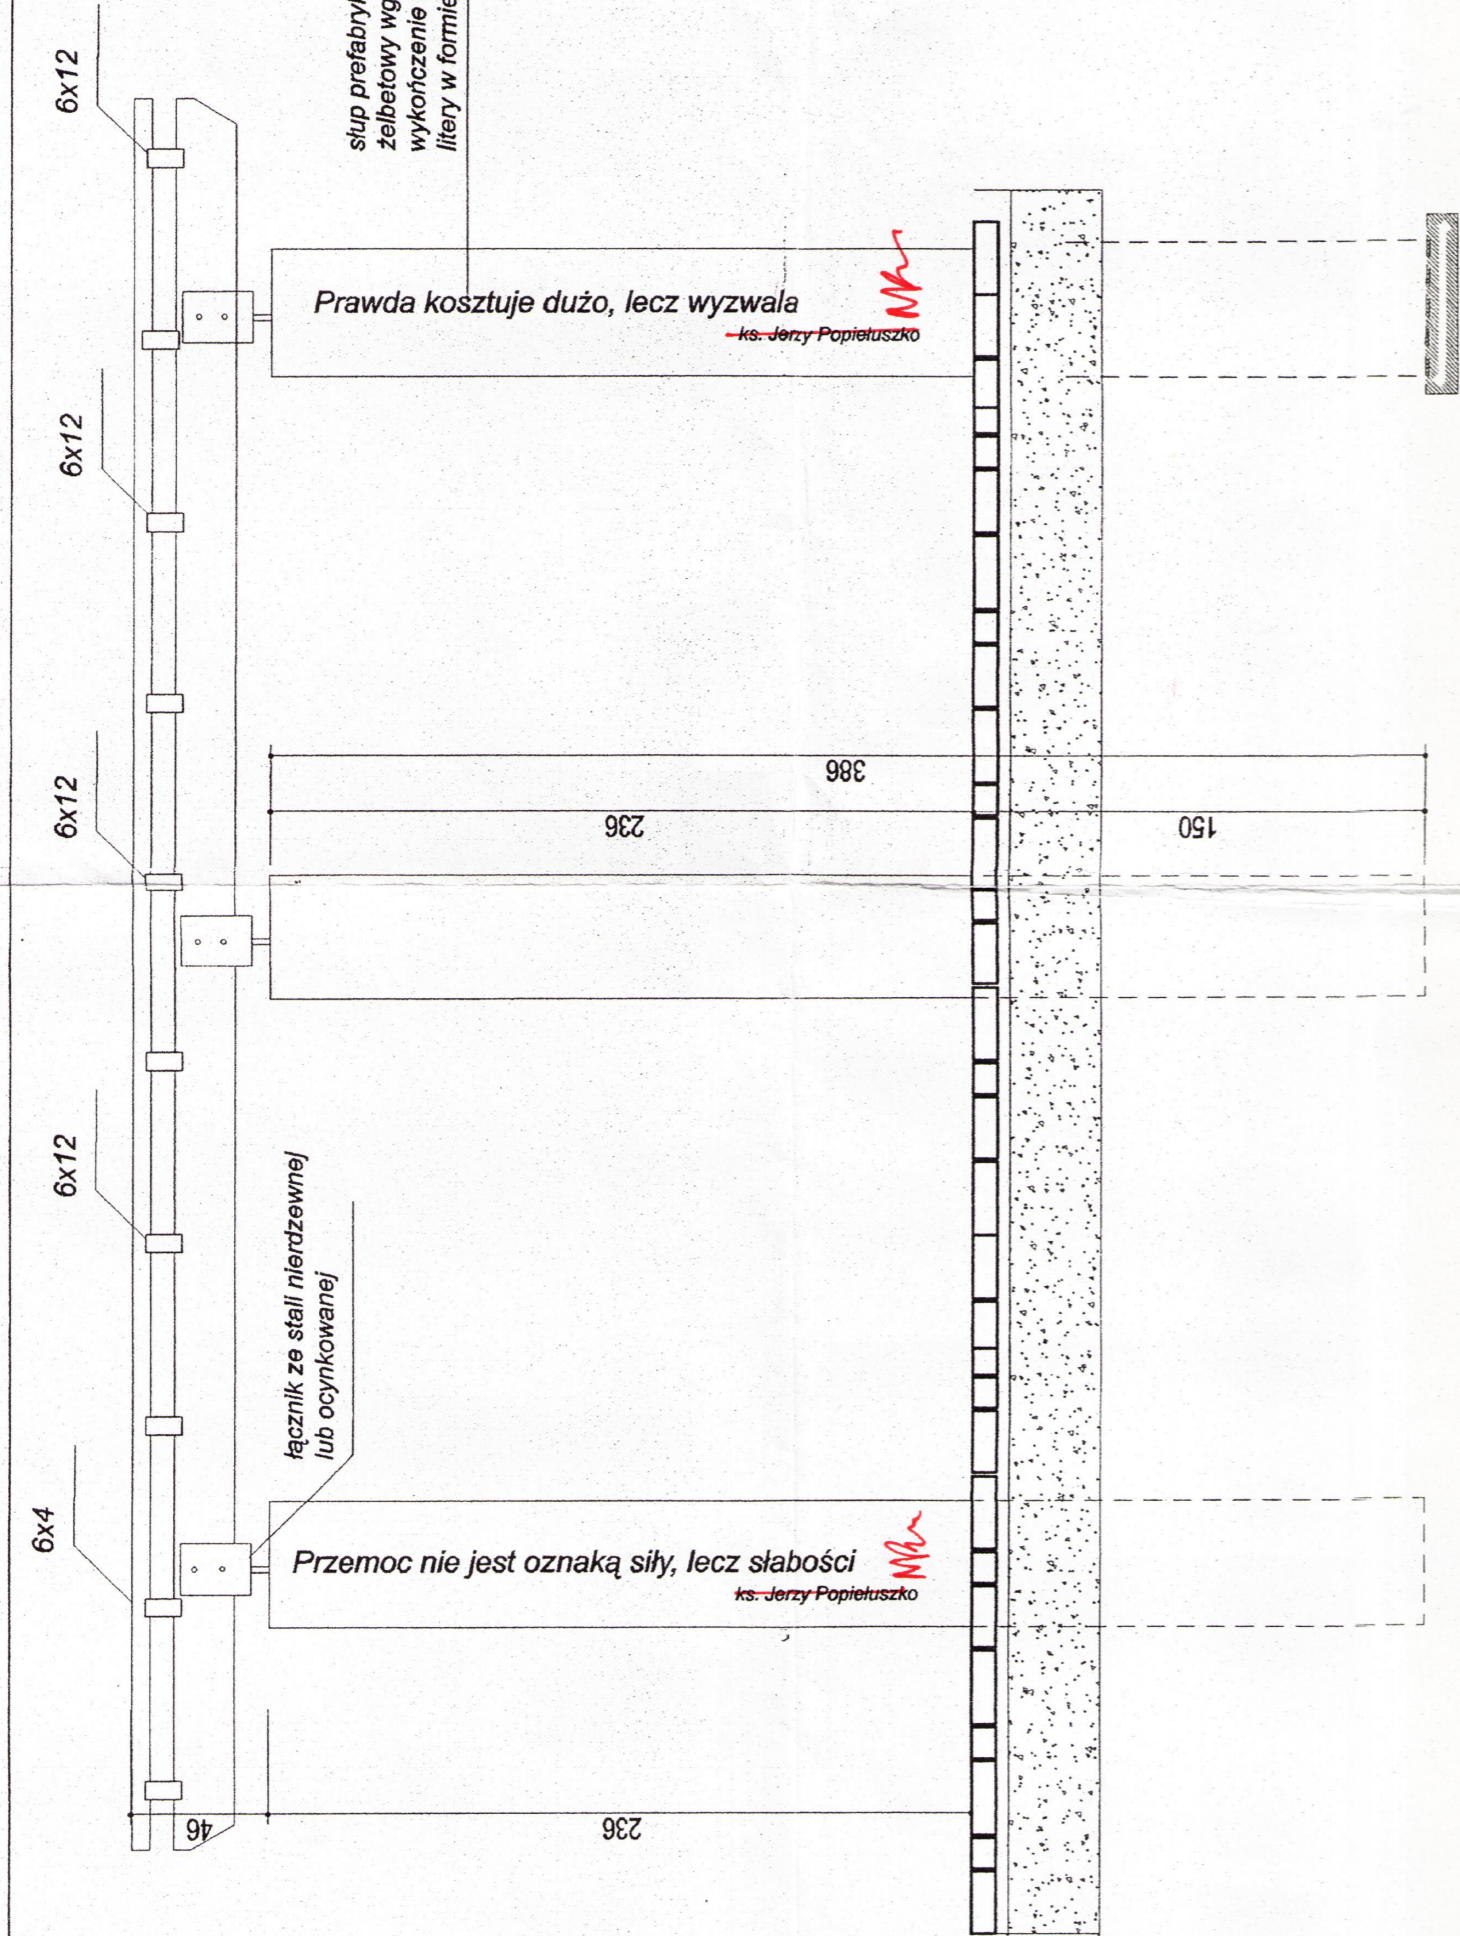 6x12
słup prefabryk
żelbetowy wg
wykończenie
litery w formie
Prawda kosztuje dużo, lecz wyzwala
ks. Jerzy Popiełuszko
6x12
386
236
150
6x12
6x12
łącznik ze stali nierdzewnej
lub ocynkowanej
6x4
Przemoc nie jest oznaką siły, lecz słabości
ks. Jerzy Popiełuszko
46
236